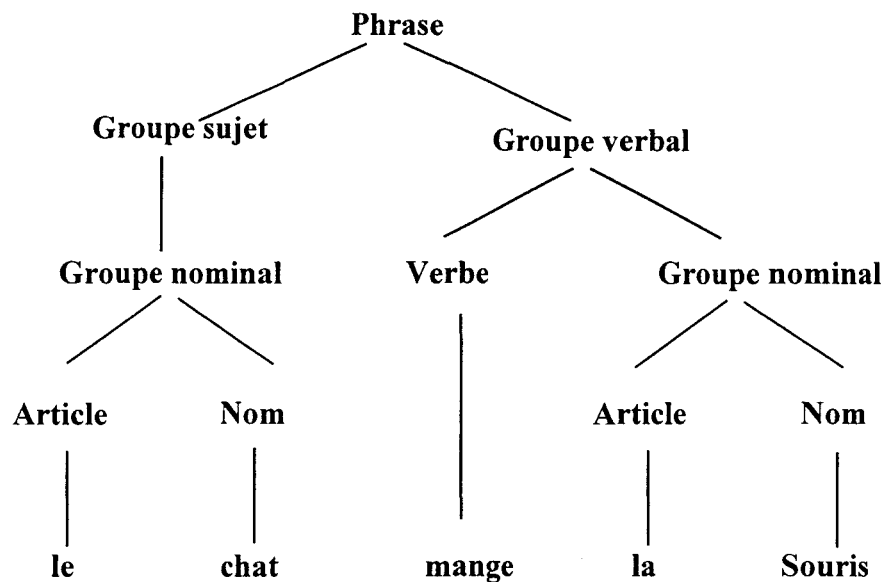 Phrase
Groupe sujet Groupe verbal
Groupe nominal Verbe Groupe nominal
Article Nom Article Nom
le chat mange la Souris